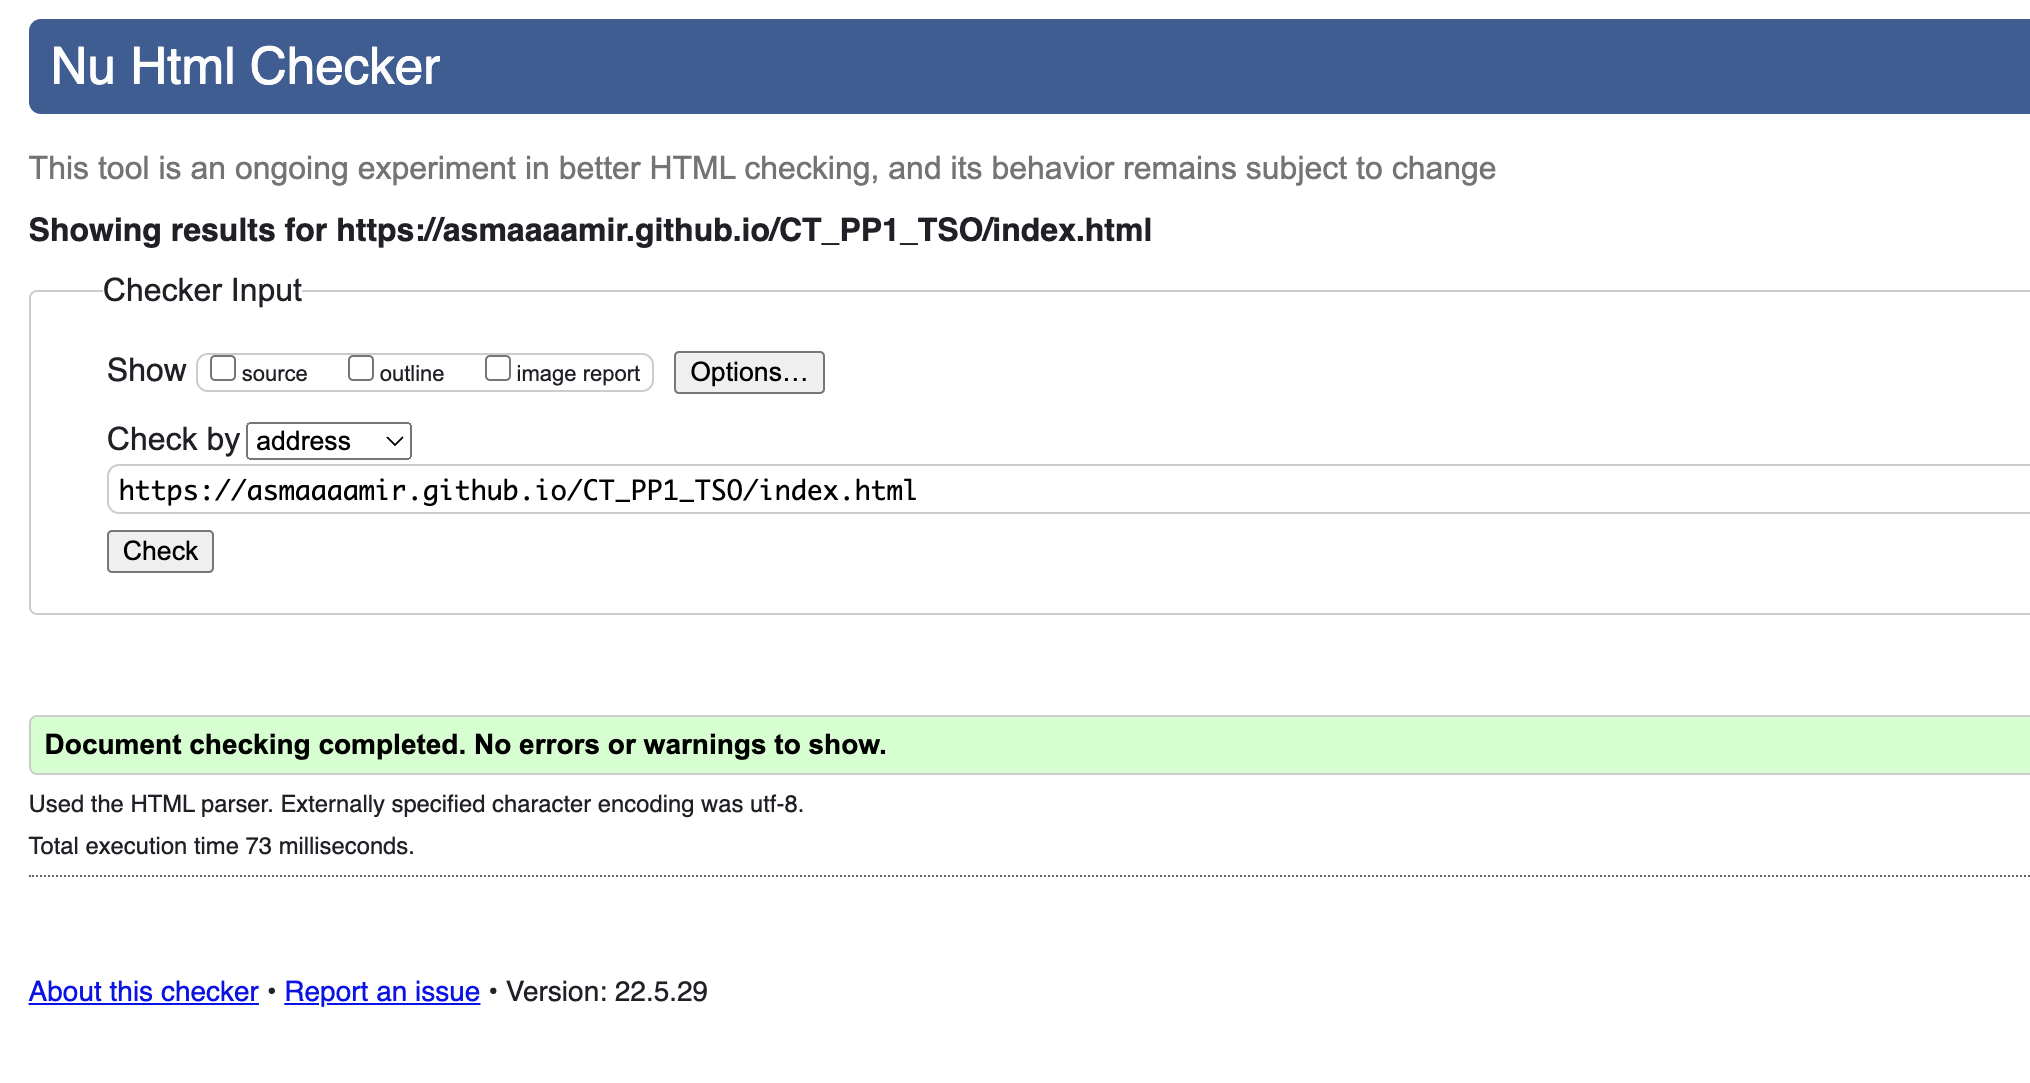 Nu Html Checker
This tool is an ongoing experiment in better HTML checking, and its behavior remains subject to change
Showing results for https://asmaaaamir.github.io/CT_PP1_TSO/index.html
Checker Input
Show source outline image report Options…
Check by address
https://asmaaaamir.github.io/CT_PP1_TSO/index.html
Check
Document checking completed. No errors or warnings to show.
Used the HTML parser. Externally specified character encoding was utf-8.
Total execution time 73 milliseconds.
About this checker • Report an issue • Version: 22.5.29